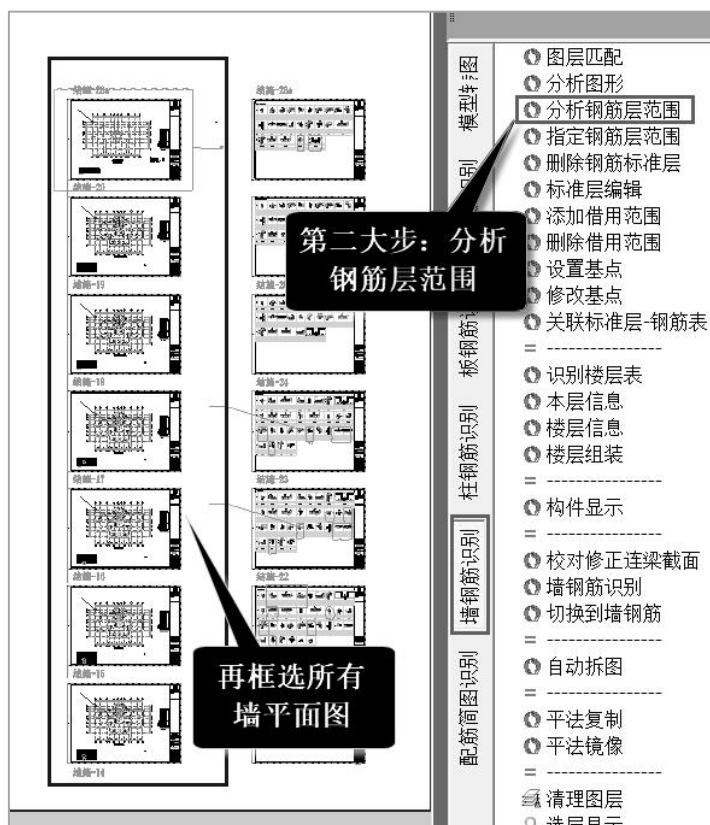 结施-20
结施-19
结施-18
结施-17
结施-16
结施-15
结施-14
结施-24
结施-23
结施-22
第二大步：分析
钢筋层范围
再框选所有
墙平面图
模型转图
板钢筋识
柱钢筋识别
墙钢筋识别
配筋简图识别
图层匹配
分析图形
分析钢筋层范围
指定钢筋层范围
删除钢筋标准层
标准层编辑
添加借用范围
删除借用范围
设置基点
修改基点
关联标准层-钢筋表
= ----------------
识别楼层表
本层信息
楼层信息
楼层组装
= ----------------
构件显示
= ----------------
校对修正连梁截面
墙钢筋识别
切换到墙钢筋
= ----------------
自动拆图
= ----------------
平法复制
平法镜像
= ----------------
清理图层
选层显示